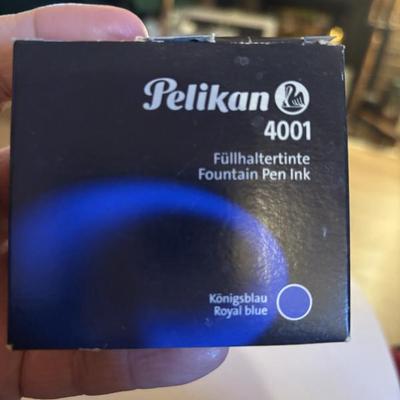 Pelikan
4001
Füllhaltertinte
Fountain Pen Ink
Königsblau
Royal blue